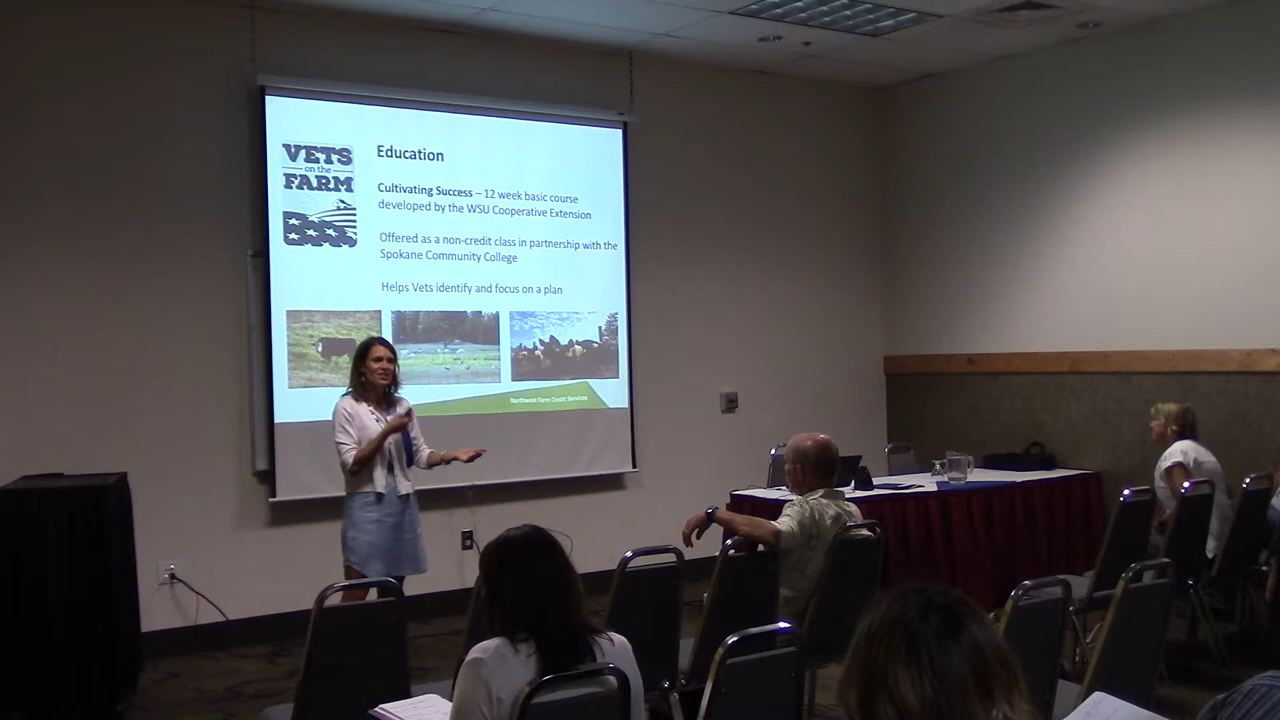 VETS
on the
FARM
Education
Cultivating Success – 12 week basic course
developed by the WSU Cooperative Extension
Offered as a non-credit class in partnership with the
Spokane Community College
Helps Vets identify and focus on a plan
Northwest Farm Credit Services